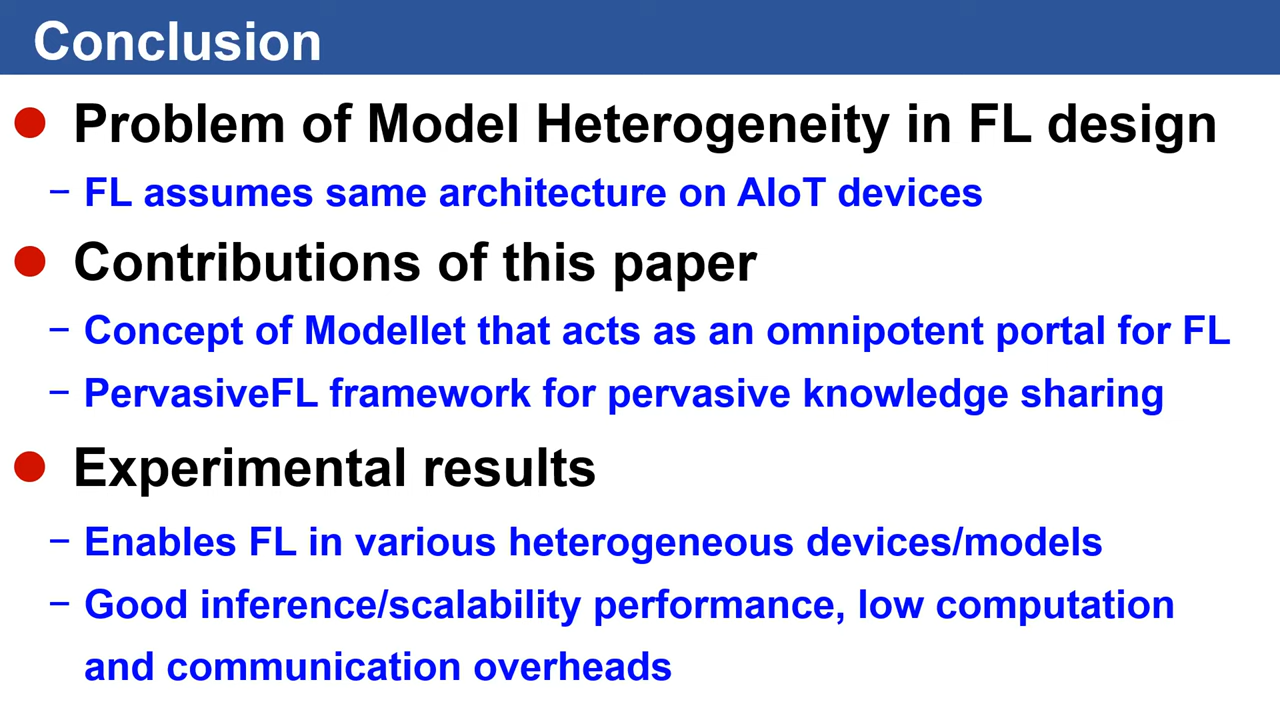 Conclusion
● Problem of Model Heterogeneity in FL design
– FL assumes same architecture on AIoT devices
● Contributions of this paper
– Concept of Modellet that acts as an omnipotent portal for FL
– PervasiveFL framework for pervasive knowledge sharing
● Experimental results
– Enables FL in various heterogeneous devices/models
– Good inference/scalability performance, low computation
and communication overheads